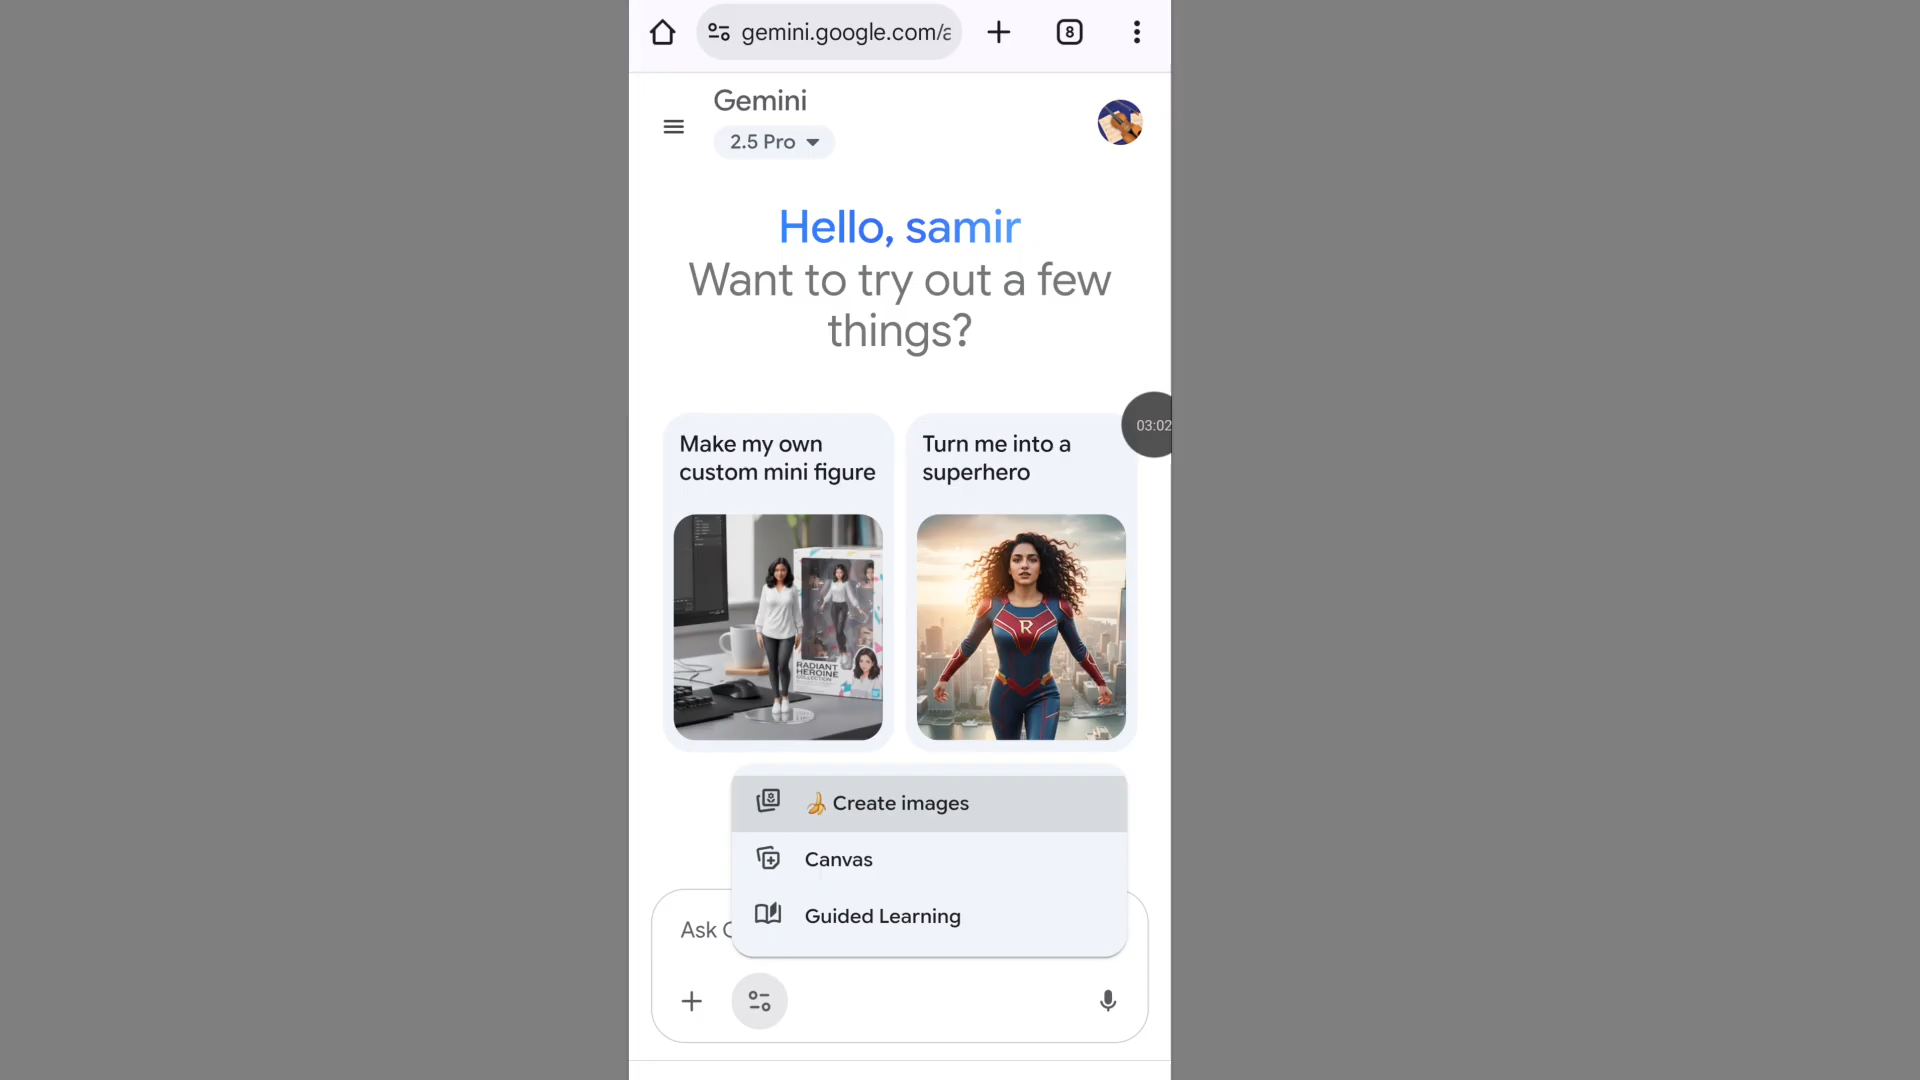 gemini.google.com/a
8
Gemini
2.5 Pro
Hello, samir
Want to try out a few
things?
03:02
Make my own
custom mini figure
Turn me into a
superhero
RADIANT
HEROINE
COLLECTION
R
🍌 Create images
Canvas
Guided Learning
Ask G